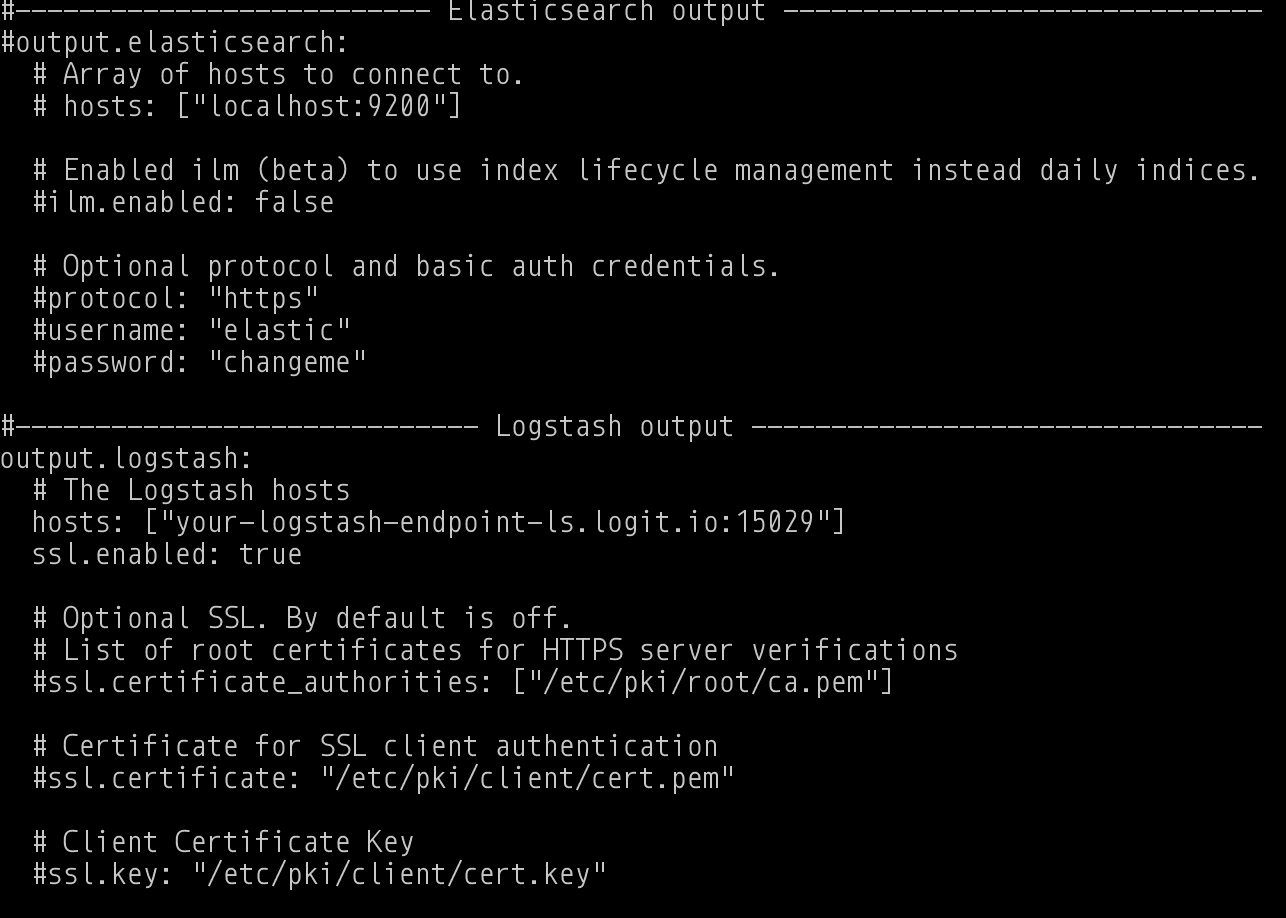 #-------------------------- Elasticsearch output ------------------------------
#output.elasticsearch:
  # Array of hosts to connect to.
  # hosts: ["localhost:9200"]

  # Enabled ilm (beta) to use index lifecycle management instead daily indices.
  #ilm.enabled: false

  # Optional protocol and basic auth credentials.
  #protocol: "https"
  #username: "elastic"
  #password: "changeme"

#----------------------------- Logstash output --------------------------------
output.logstash:
  # The Logstash hosts
  hosts: ["your-logstash-endpoint-ls.logit.io:15029"]
  ssl.enabled: true

  # Optional SSL. By default is off.
  # List of root certificates for HTTPS server verifications
  #ssl.certificate_authorities: ["/etc/pki/root/ca.pem"]

  # Certificate for SSL client authentication
  #ssl.certificate: "/etc/pki/client/cert.pem"

  # Client Certificate Key
  #ssl.key: "/etc/pki/client/cert.key"